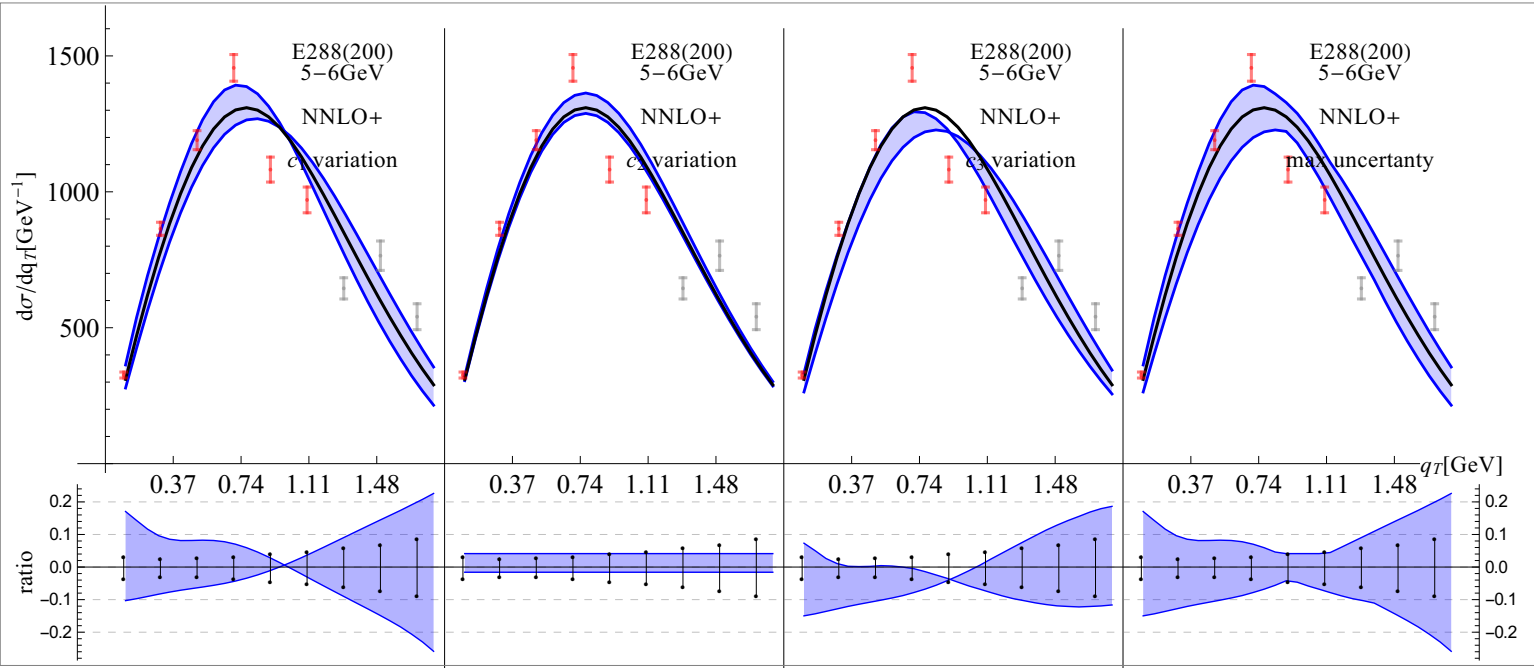 1500
1000
500
dσ/dq_T[GeV⁻¹]
E288(200)
5−6GeV
NNLO+
c₁ variation
E288(200)
5−6GeV
NNLO+
c₂ variation
E288(200)
5−6GeV
NNLO+
c₃ variation
E288(200)
5−6GeV
NNLO+
max uncertanty
q_T[GeV]
0.37 0.74 1.11 1.48
0.37 0.74 1.11 1.48
0.37 0.74 1.11 1.48
0.37 0.74 1.11 1.48
ratio
0.2
0.1
0.0
−0.1
−0.2
0.2
0.1
0.0
−0.1
−0.2